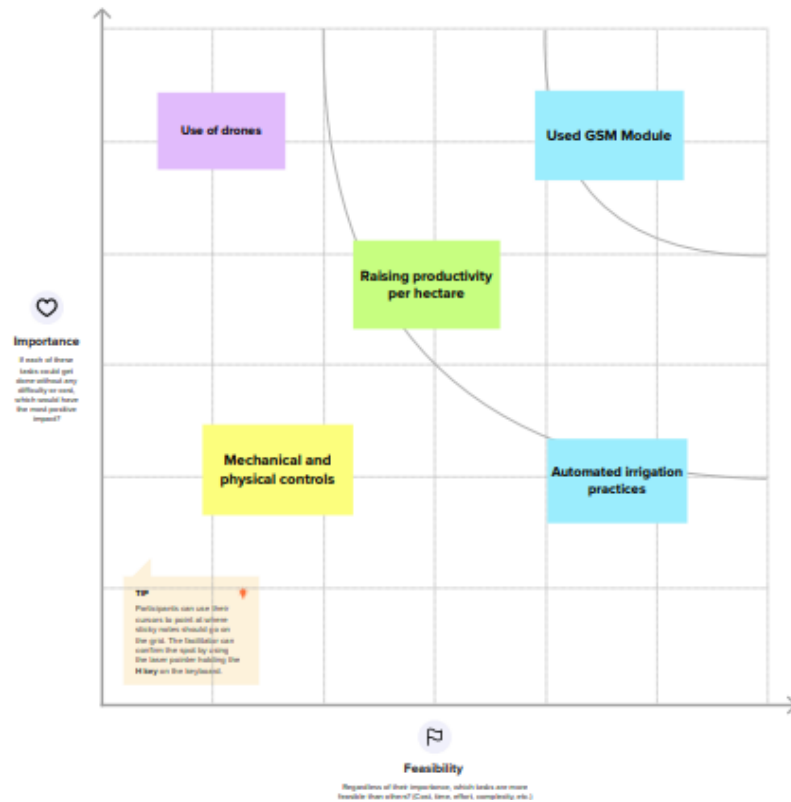 Use of drones
Used GSM Module
Raising productivity
per hectare
Importance
If each of these
tasks could get
done without any
difficulty or cost,
which would have
the most positive
impact?
Mechanical and
physical controls
Automated irrigation
practices
TIP
Participants can use their
cursors to point at where
sticky notes should go on
the grid. The facilitator can
confirm the spot by using
the laser pointer holding the
H key on the keyboard.
Feasibility
Regardless of their importance, which tasks are more
feasible than others? (Cost, time, effort, complexity, etc.)